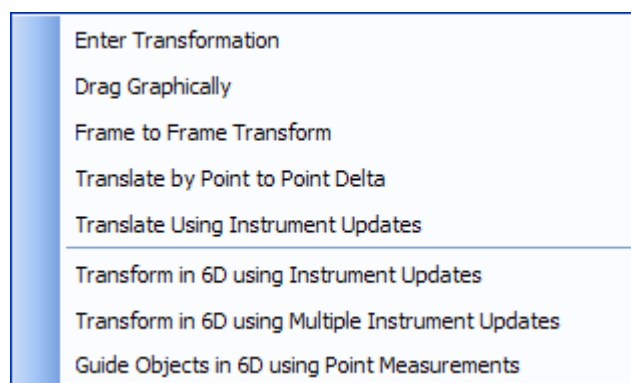 Enter Transformation
Drag Graphically
Frame to Frame Transform
Translate by Point to Point Delta
Translate Using Instrument Updates
Transform in 6D using Instrument Updates
Transform in 6D using Multiple Instrument Updates
Guide Objects in 6D using Point Measurements